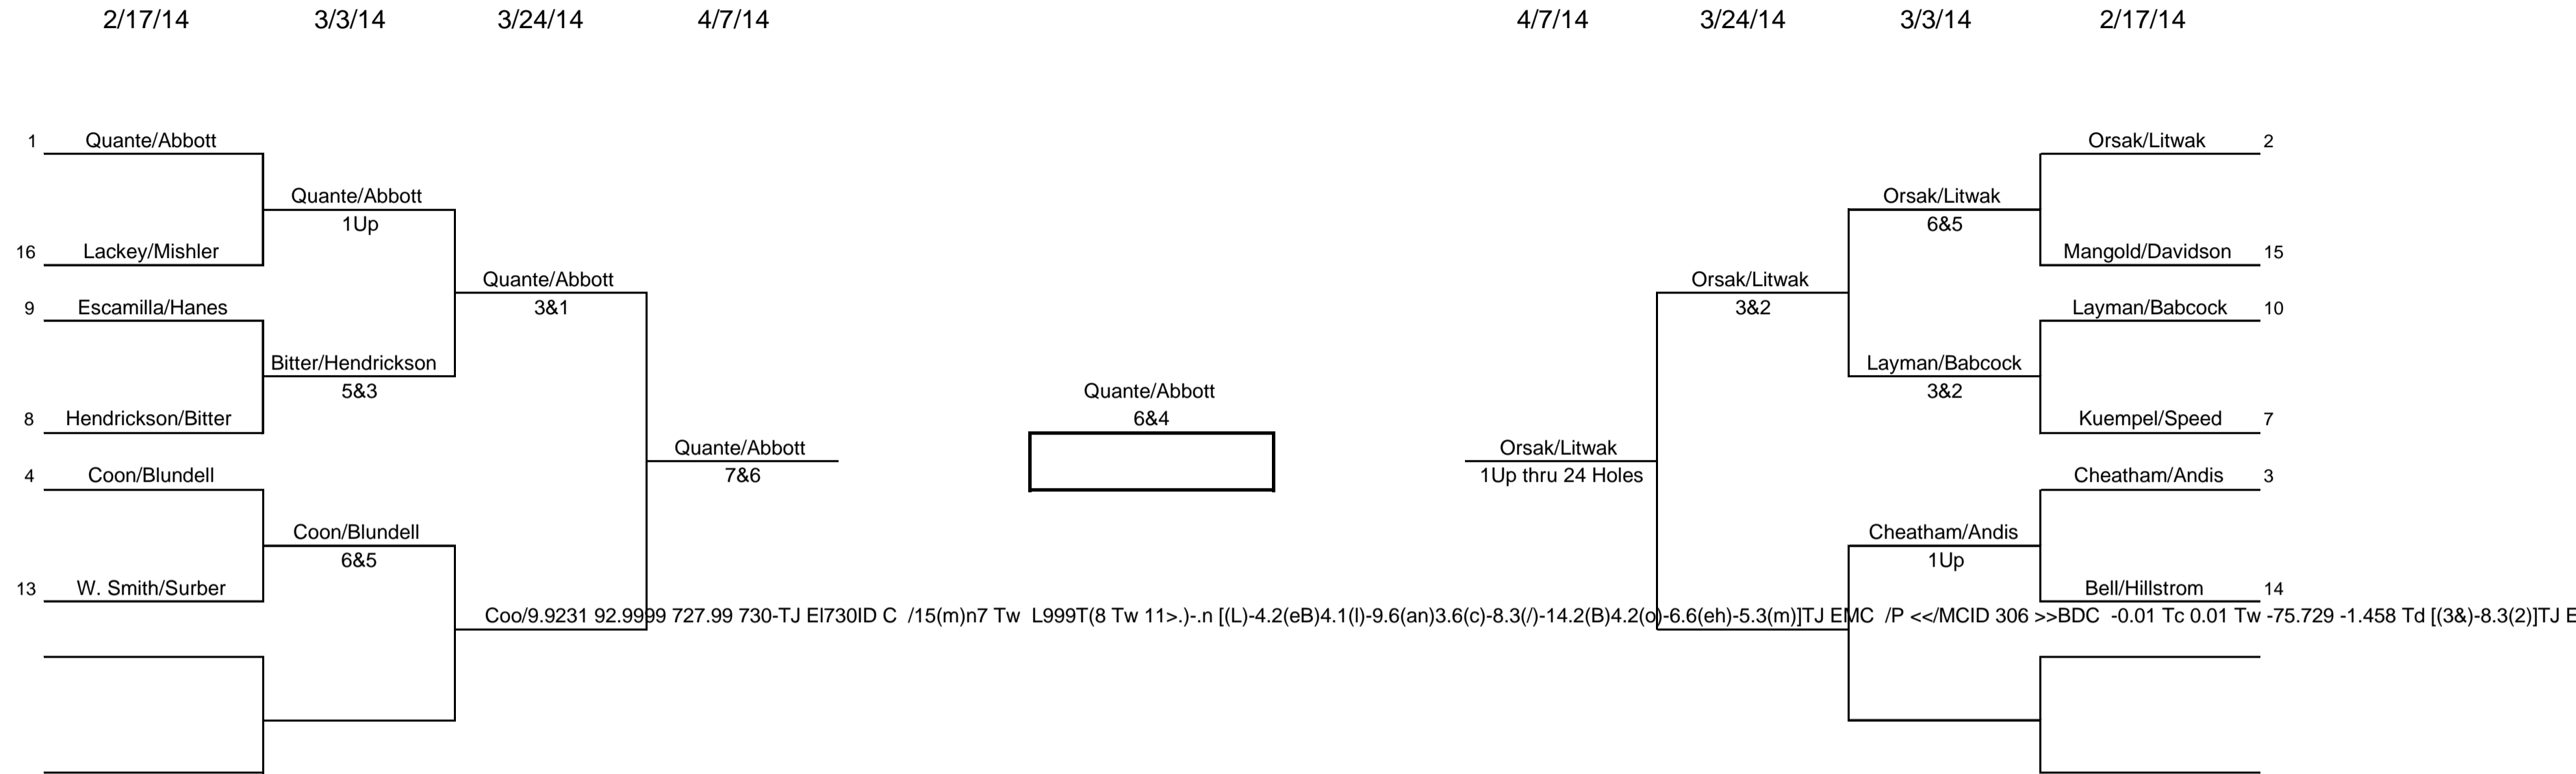 2/17/14 3/3/14 3/24/14 4/7/14 4/7/14 3/24/14 3/3/14 2/17/14
1 Quante/Abbott Orsak/Litwak 2
Quante/Abbott Orsak/Litwak
1Up 6&5
16 Lackey/Mishler Mangold/Davidson 15
Quante/Abbott Orsak/Litwak
9 Escamilla/Hanes 3&1 3&2 Layman/Babcock 10
Bitter/Hendrickson Layman/Babcock
5&3 Quante/Abbott 3&2
8 Hendrickson/Bitter 6&4 Kuempel/Speed 7
Quante/Abbott Orsak/Litwak
4 Coon/Blundell 7&6 1Up thru 24 Holes Cheatham/Andis 3
Coon/Blundell Cheatham/Andis
6&5 1Up
13 W. Smith/Surber Bell/Hillstrom 14
Coo/9.9231 92.9999 727.99 730-TJ EI730ID C /15(m)n7 Tw L999T(8 Tw 11>.)-.n [(L)-4.2(eB)4.1(l)-9.6(an)3.6(c)-8.3(/)-14.2(B)4.2(o)-6.6(eh)-5.3(m)]TJ EMC /P <</MCID 306 >>BDC -0.01 Tc 0.01 Tw -75.729 -1.458 Td [(3&)-8.3(2)]TJ E